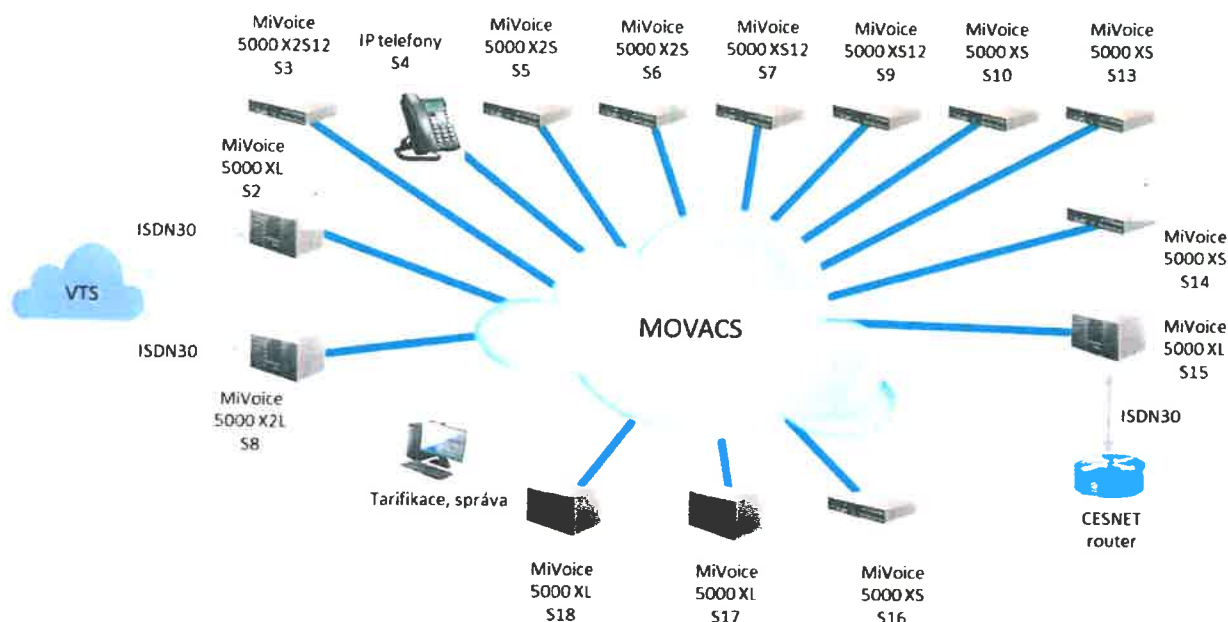 MiVoice
5000 X2S12
S3
IP telefony
S4
MiVoice
5000 X2S
S5
MiVoice
5000 X2S
S6
MiVoice
5000 XS12
S7
MiVoice
5000 XS12
S9
MiVoice
5000 XS
S10
MiVoice
5000 XS
S13
MiVoice
5000 XL
S2
ISDN30
VTS
ISDN30
MiVoice
5000 X2L
S8
MOVACS
MiVoice
5000 XS
S14
MiVoice
5000 XL
S15
ISDN30
CESNET
router
Tarifikace, správa
MiVoice
5000 XL
S18
MiVoice
5000 XL
S17
MiVoice
5000 XS
S16